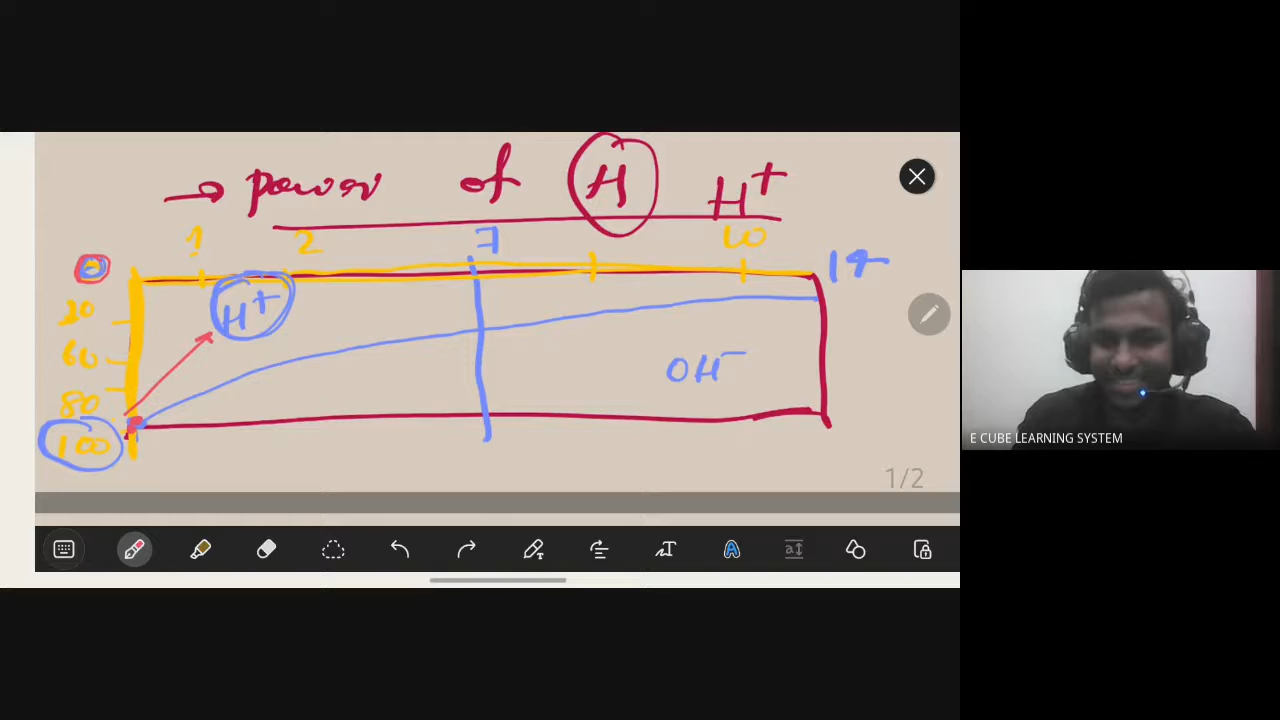 → power of H H+
1 2 7 10
0 14
20 H+
60
80 OH-
100
1/2
E CUBE LEARNING SYSTEM